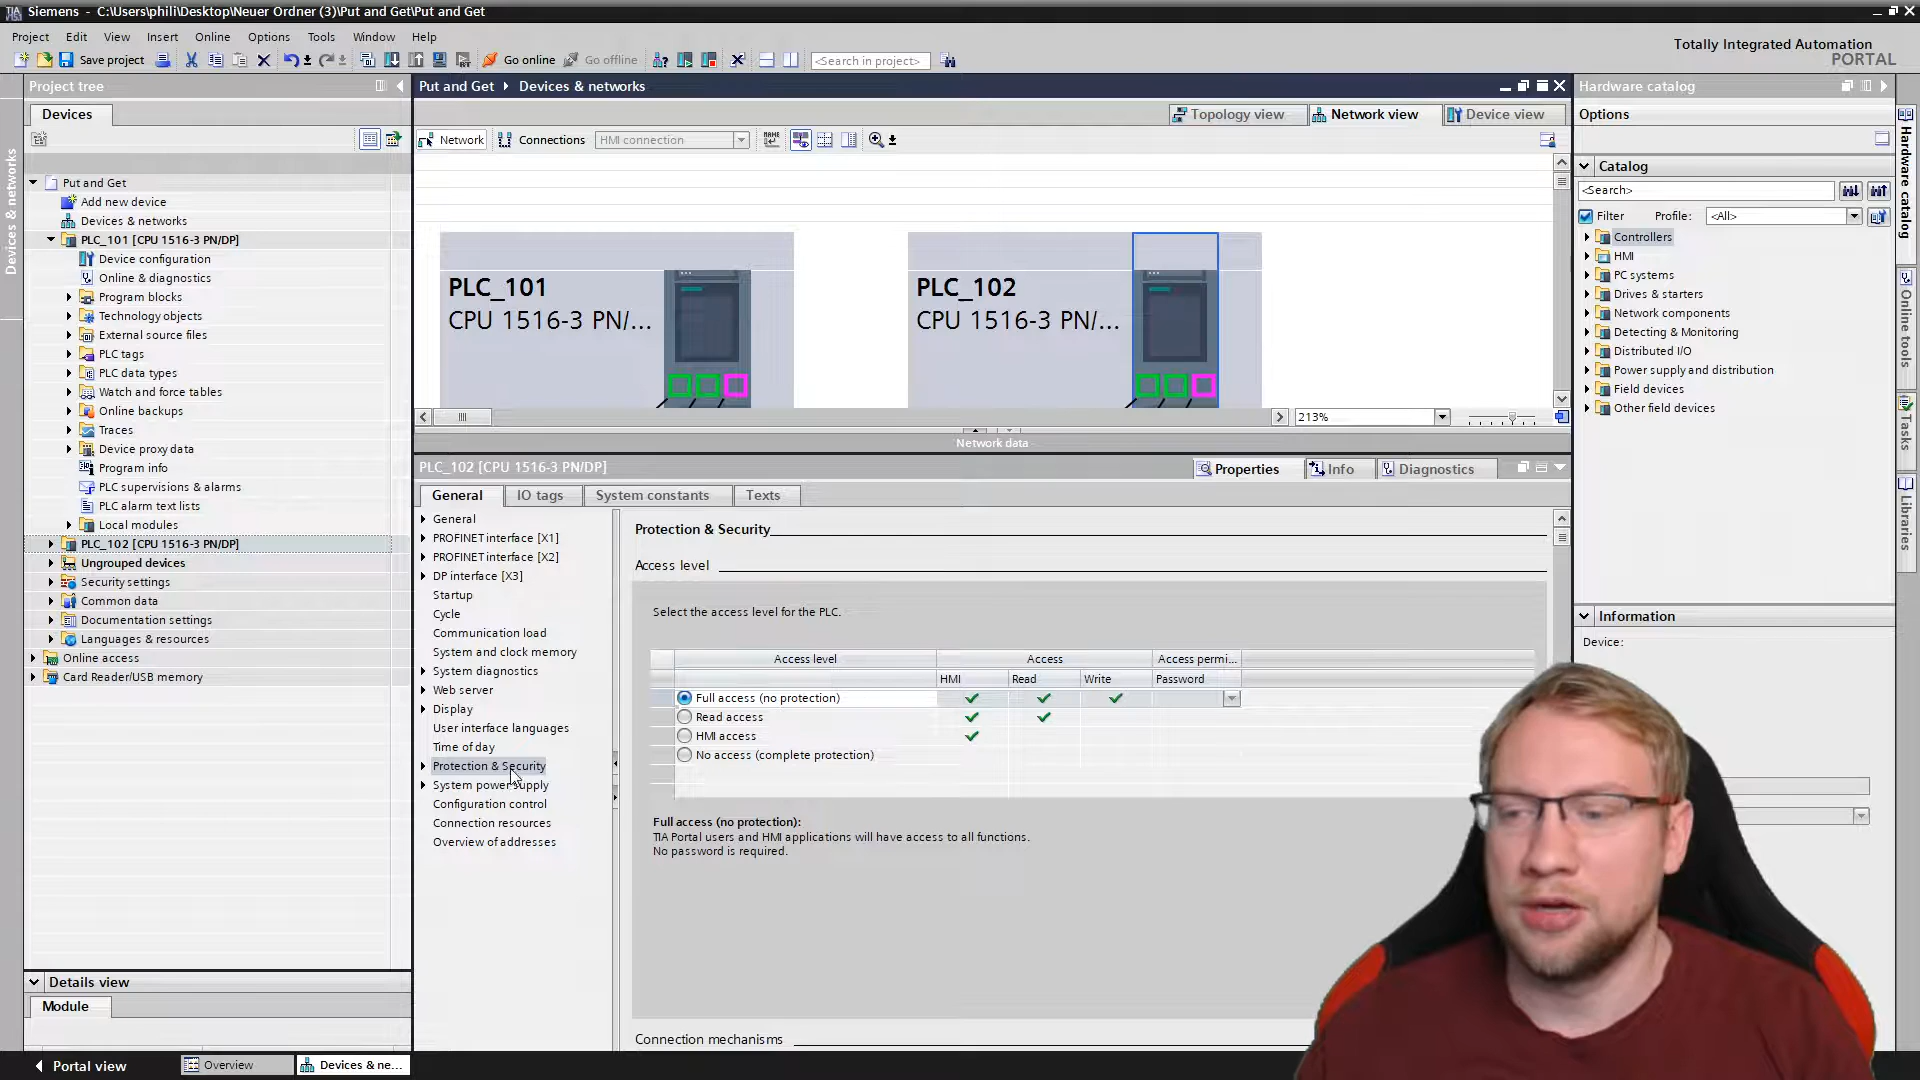 Siemens - C:\Users\phili\Desktop\Neuer Ordner (3)\Put and Get\Put and Get
Project Edit View Insert Online Options Tools Window Help
Totally Integrated Automation
PORTAL
Save project
Go online
Go offline
<Search in project>
Project tree
Devices
Devices & networks
Put and Get
Add new device
Devices & networks
PLC_101 [CPU 1516-3 PN/DP]
Device configuration
Online & diagnostics
Program blocks
Technology objects
External source files
PLC tags
PLC data types
Watch and force tables
Online backups
Traces
Device proxy data
Program info
PLC supervisions & alarms
PLC alarm text lists
Local modules
PLC_102 [CPU 1516-3 PN/DP]
Ungrouped devices
Security settings
Common data
Documentation settings
Languages & resources
Online access
Card Reader/USB memory
Details view
Module
Put and Get Devices & networks
Topology view Network view Device view
Network Connections HMI connection
PLC_101
CPU 1516-3 PN/...
PLC_102
CPU 1516-3 PN/...
213%
Network data
PLC_102 [CPU 1516-3 PN/DP]
Properties Info Diagnostics
General IO tags System constants Texts
General
PROFINET interface [X1]
PROFINET interface [X2]
DP interface [X3]
Startup
Cycle
Communication load
System and clock memory
System diagnostics
Web server
Display
User interface languages
Time of day
Protection & Security
System power supply
Configuration control
Connection resources
Overview of addresses
Protection & Security
Access level
Select the access level for the PLC.
Access level Access Access permi...
HMI Read Write Password
Full access (no protection)
Read access
HMI access
No access (complete protection)
Full access (no protection):
TIA Portal users and HMI applications will have access to all functions.
No password is required.
Connection mechanisms
Hardware catalog
Options
Catalog
<Search>
Filter Profile: <All>
Controllers
HMI
PC systems
Drives & starters
Network components
Detecting & Monitoring
Distributed I/O
Power supply and distribution
Field devices
Other field devices
Information
Device:
Hardware catalog
Online tools
Tasks
Libraries
Portal view
Overview
Devices & ne...